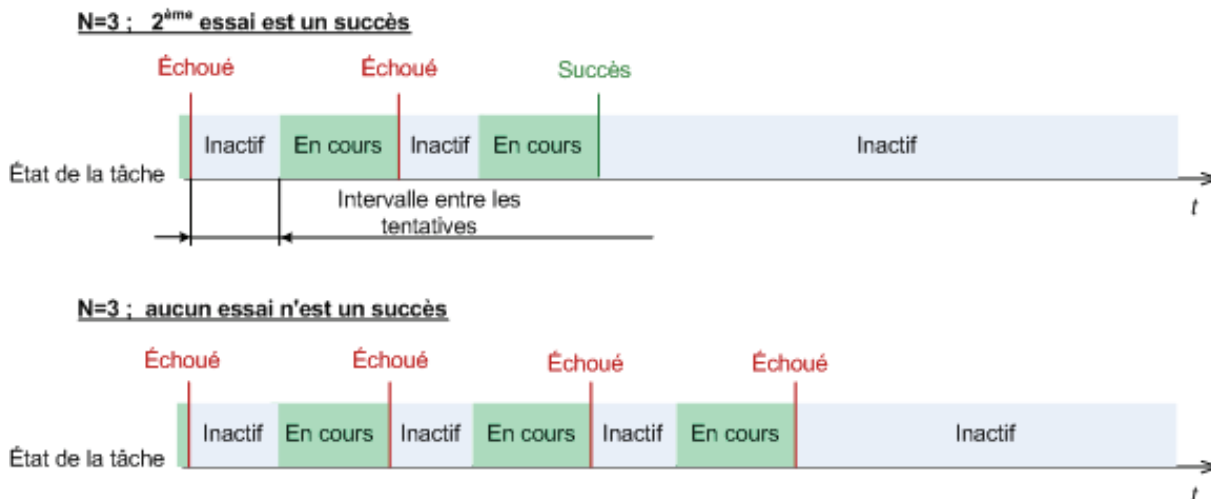 N=3 ; 2ème essai est un succès
Échoué Échoué Succès
Inactif En cours Inactif En cours Inactif
État de la tâche
Intervalle entre les
tentatives
t
N=3 ; aucun essai n'est un succès
Échoué Échoué Échoué Échoué
Inactif En cours Inactif En cours Inactif En cours Inactif
État de la tâche
t